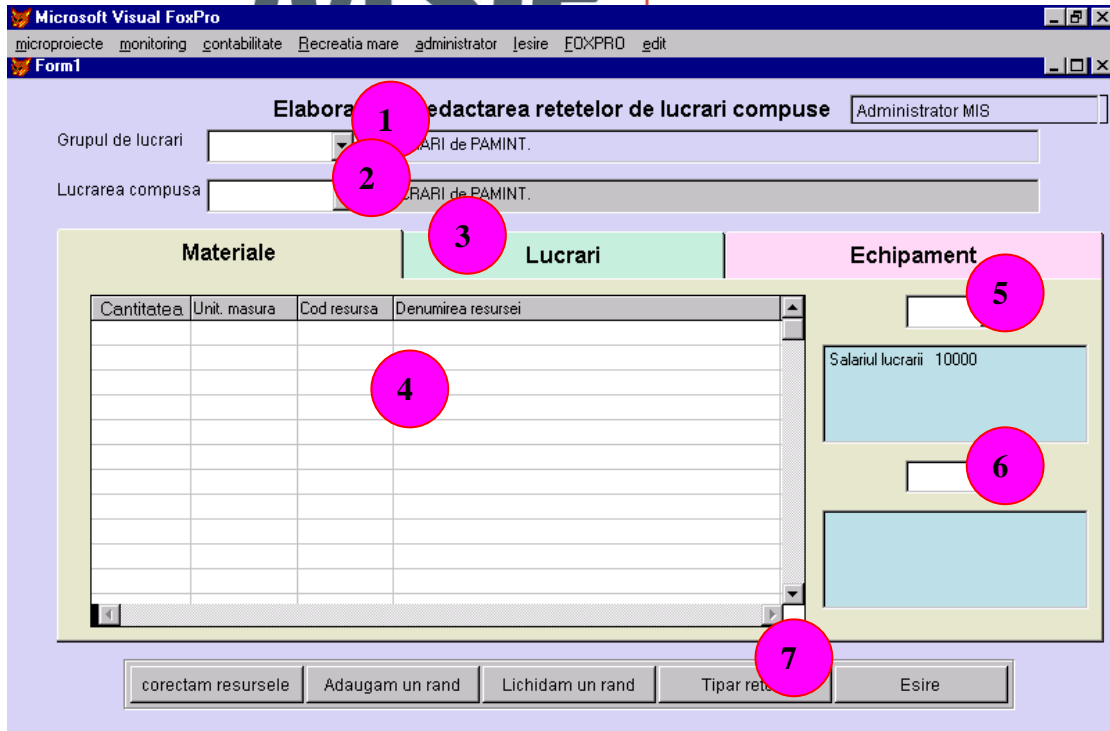 Microsoft Visual FoxPro
microproiecte monitoring contabilitate Recreatia mare administrator Iesire FOXPRO edit
Form1
Elabora edactarea retetelor de lucrari compuse Administrator MIS
1
Grupul de lucrari ARI de PAMINT.
2
Lucrarea compusa CRARI de PAMINT.
3
Materiale Lucrari Echipament
5
Cantitatea Unit. masura Cod resursa Denumirea resursei
Salariul lucrarii 10000
4
6
7
corectam resursele Adaugam un rand Lichidam un rand Tipar ret Esire